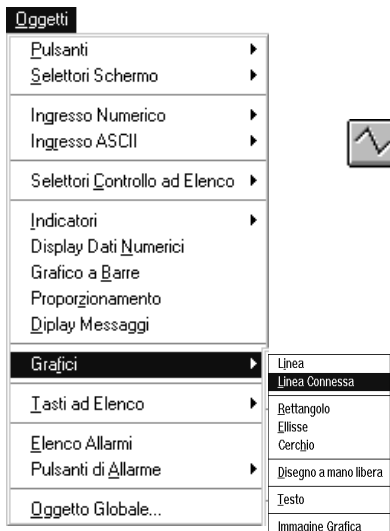 Oggetti
Pulsanti
Selettori Schermo
Ingresso Numerico
Ingresso ASCII
Selettori Controllo ad Elenco
Indicatori
Display Dati Numerici
Grafico a Barre
Proporzionamento
Diplay Messaggi
Grafici
Tasti ad Elenco
Elenco Allarmi
Pulsanti di Allarme
Oggetto Globale...
Linea
Linea Connessa
Rettangolo
Ellisse
Cerchio
Disegno a mano libera
Testo
Immagine Grafica